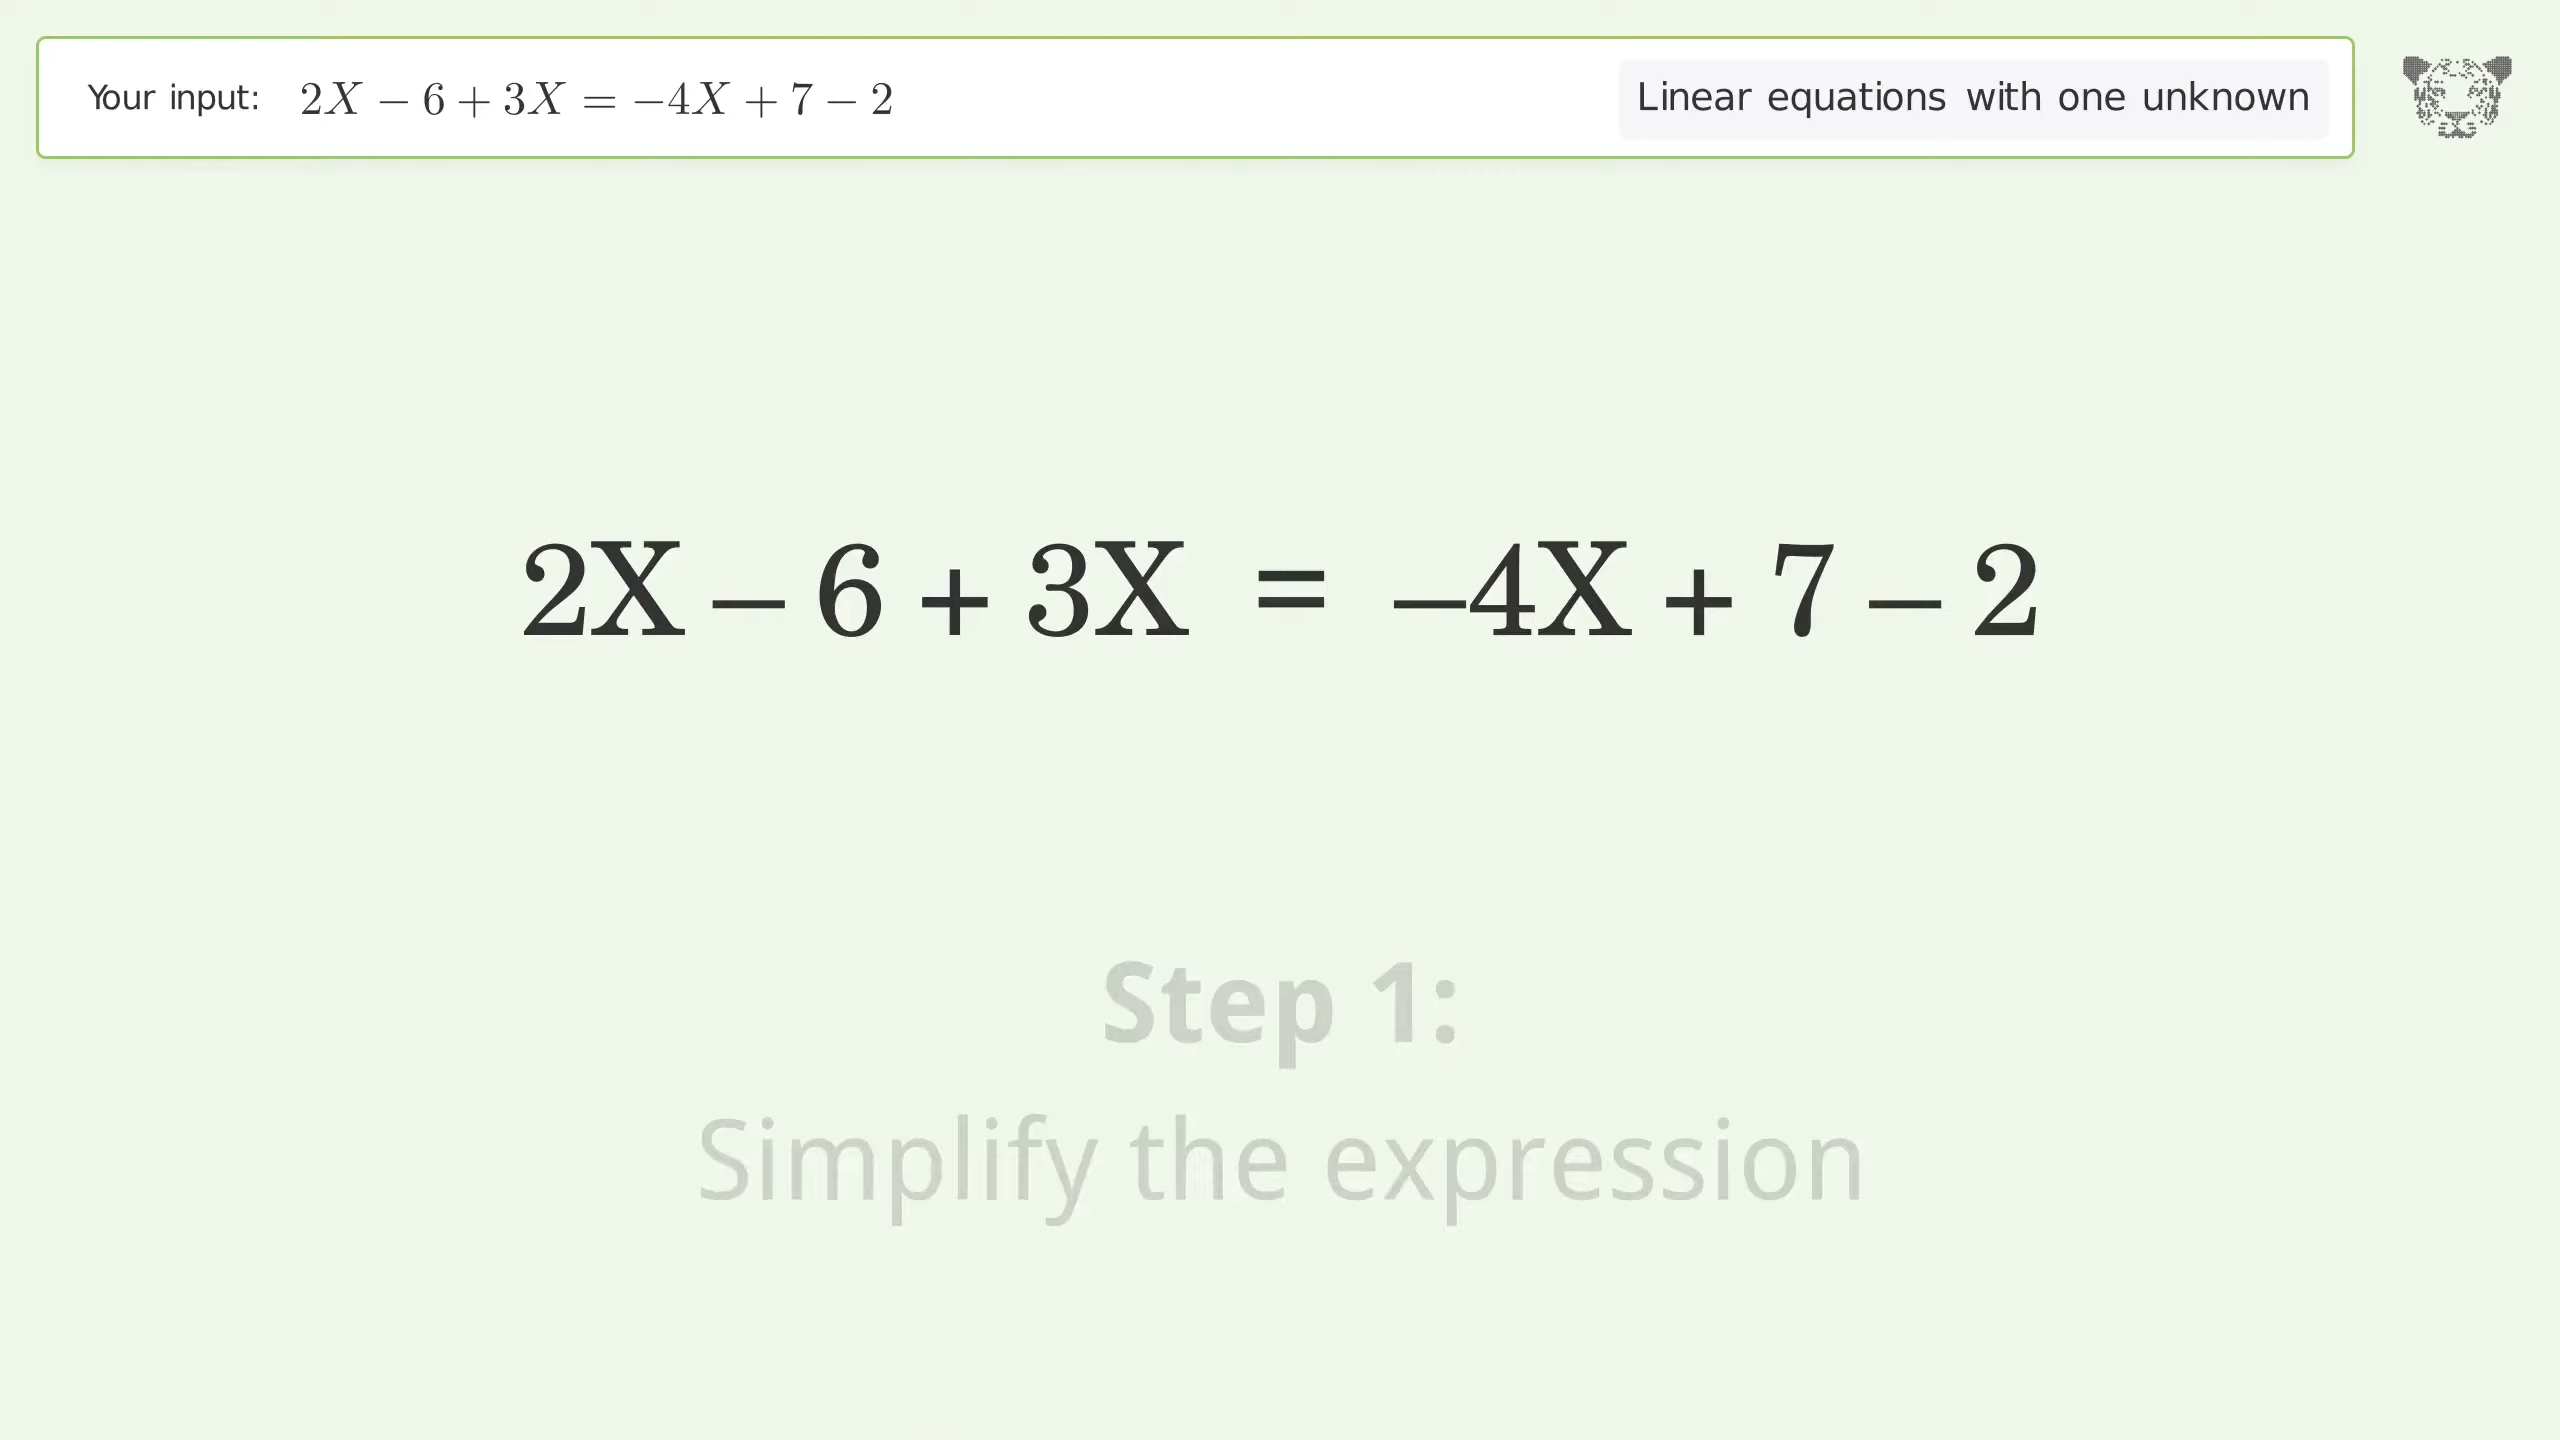 Your input: 2X − 6 + 3X = −4X + 7 − 2
Linear equations with one unknown
2X − 6 + 3X = −4X + 7 − 2
Step 1:
Simplify the expression